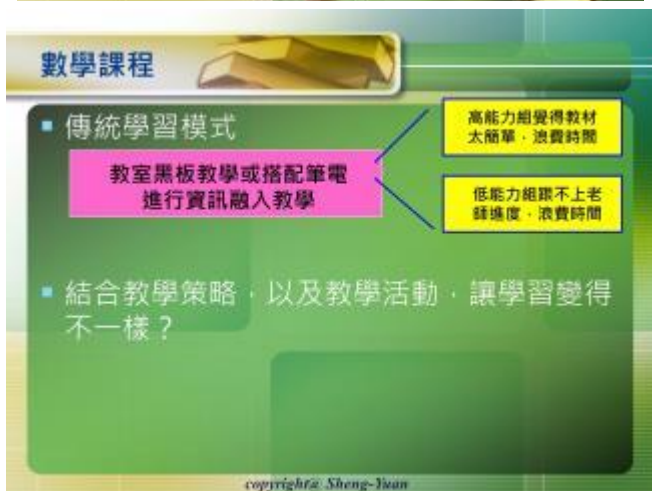 數學課程
傳統學習模式
教室黑板教學或搭配筆電
進行資訊融入教學
高能力組覺得教材
太簡單，浪費時間
低能力組跟不上老
師進度，浪費時間
結合教學策略，以及教學活動，讓學習變得
不一樣？
copyright@ Sheng-Yuan